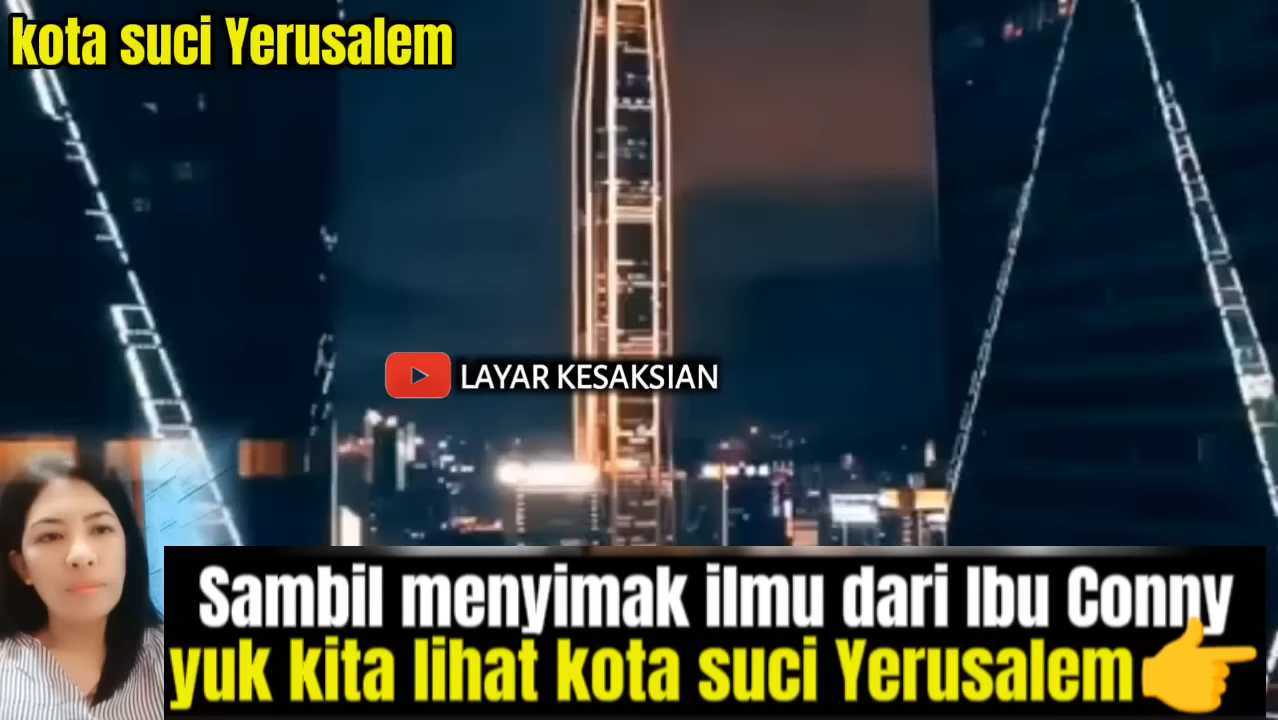 kota suci Yerusalem
LAYAR KESAKSIAN
Sambil menyimak ilmu dari Ibu Conny
yuk kita lihat kota suci Yerusalem